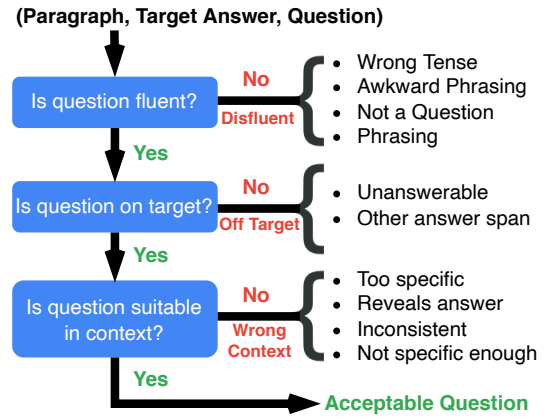 (Paragraph, Target Answer, Question)
Is question fluent?
No
Disfluent
• Wrong Tense
• Awkward Phrasing
• Not a Question
• Phrasing
Yes
Is question on target?
No
Off Target
• Unanswerable
• Other answer span
Yes
Is question suitable
in context?
No
Wrong
Context
• Too specific
• Reveals answer
• Inconsistent
• Not specific enough
Yes
Acceptable Question